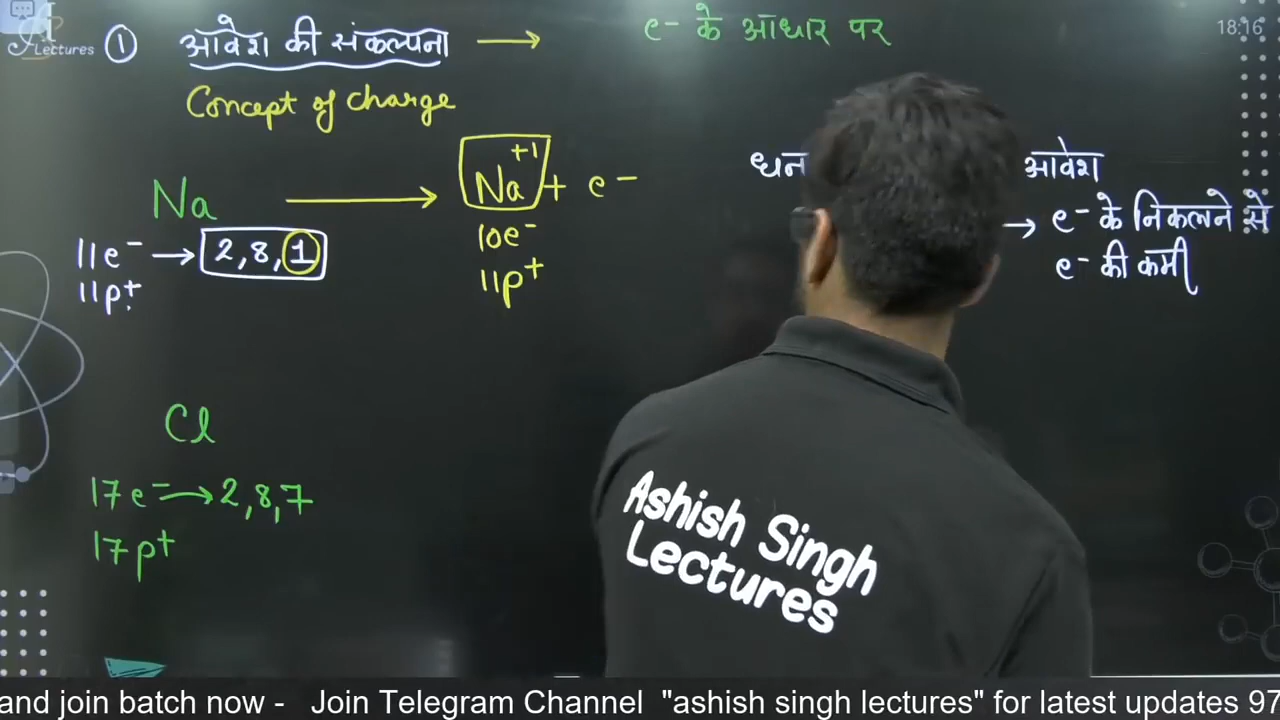 Lectures
① आवेश की संकल्पना →
e- के आधार पर
18:16
Concept of charge
Na → Na+1 + e-
11e- → 2,8,1
11p+
10e-
11p+
धन आवेश
→ e- के निकलने से
e- की कमी
Cl
17e- → 2,8,7
17p+
Ashish Singh
Lectures
and join batch now - Join Telegram Channel "ashish singh lectures" for latest updates 97